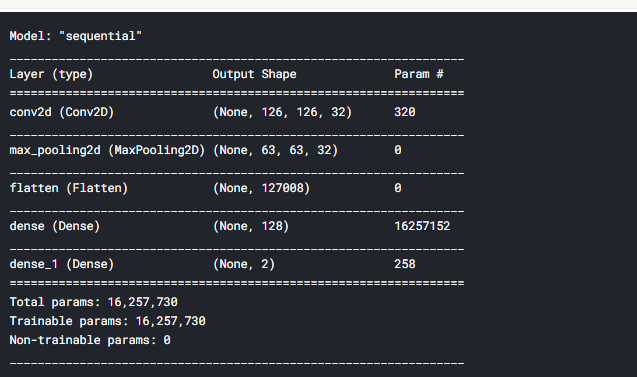 Model: "sequential"
_________________________________________________________________
Layer (type)                 Output Shape              Param #
=================================================================
conv2d (Conv2D)              (None, 126, 126, 32)      320
_________________________________________________________________
max_pooling2d (MaxPooling2D) (None, 63, 63, 32)        0
_________________________________________________________________
flatten (Flatten)            (None, 127008)            0
_________________________________________________________________
dense (Dense)                (None, 128)               16257152
_________________________________________________________________
dense_1 (Dense)              (None, 2)                 258
=================================================================
Total params: 16,257,730
Trainable params: 16,257,730
Non-trainable params: 0
_________________________________________________________________